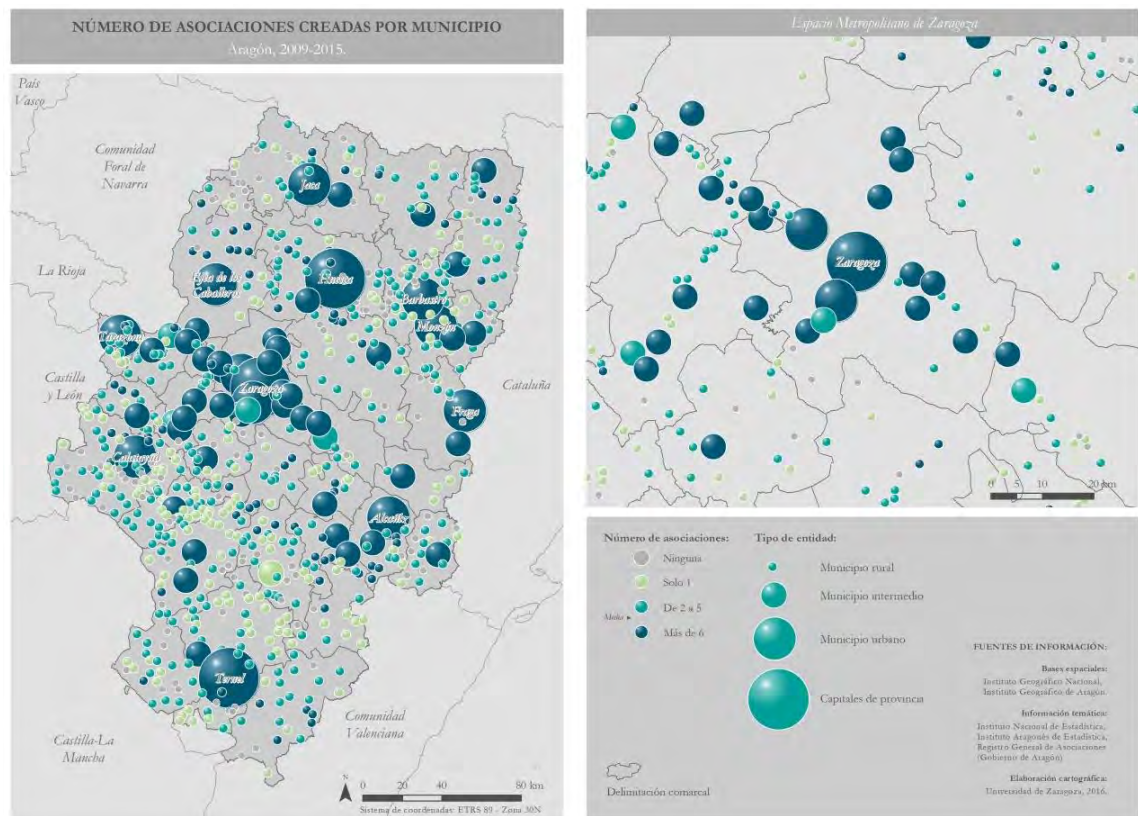 NÚMERO DE ASOCIACIONES CREADAS POR MUNICIPIO
Aragón, 2009-2015.
País
Vasco
Comunidad
Foral de
Navarra
La Rioja
Castilla
y León
Cataluña
Castilla-La
Mancha
Comunidad
Valenciana
Jaca
Huesca
Ejea de los
Caballeros
Barbastro
Monzón
Tarazona
Zaragoza
Fraga
Calatayud
Alcañiz
Teruel
N
0 20 40 80 km
Sistema de coordenadas: ETRS 89 - Zona 30N
Espacio Metropolitano de Zaragoza
Zaragoza
0 5 10 20 km
Número de asociaciones:
Ninguna
Solo 1
De 2 a 5
Media ►
Más de 6
Delimitación comarcal
Tipo de entidad:
Municipio rural
Municipio intermedio
Municipio urbano
Capitales de provincia
FUENTES DE INFORMACIÓN:
Bases espaciales:
Instituto Geográfico Nacional,
Instituto Geográfico de Aragón
Información temática:
Instituto Nacional de Estadística,
Instituto Aragonés de Estadística,
Registro General de Asociaciones
(Gobierno de Aragón)
Elaboración cartográfica:
Universidad de Zaragoza, 2016.